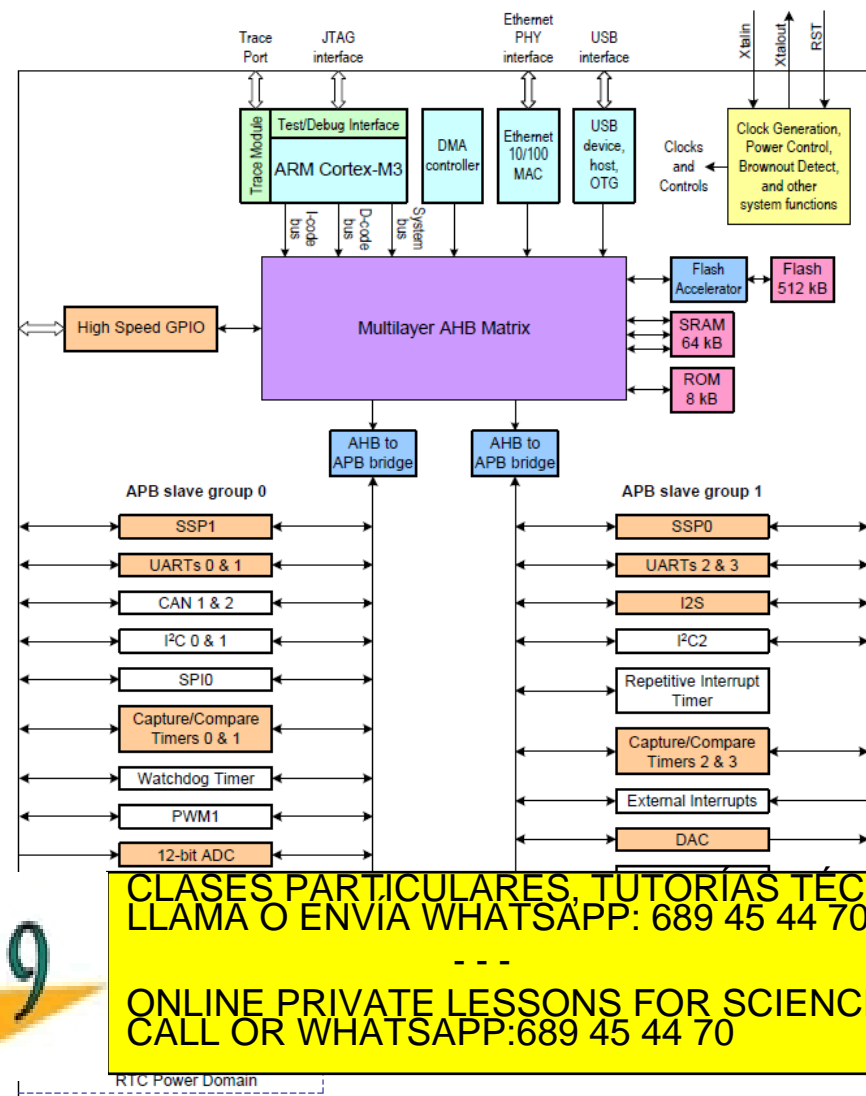 Trace
Port
JTAG
interface
Ethernet
PHY
interface
USB
interface
Xtalin
Xtalout
RST
Trace Module
Test/Debug Interface
ARM Cortex-M3
DMA
controller
Ethernet
10/100
MAC
USB
device,
host,
OTG
Clocks
and
Controls
Clock Generation,
Power Control,
Brownout Detect,
and other
system functions
I-code
bus
D-code
bus
System
bus
Multilayer AHB Matrix
High Speed GPIO
Flash
Accelerator
Flash
512 kB
SRAM
64 kB
ROM
8 kB
AHB to
APB bridge
AHB to
APB bridge
APB slave group 0
SSP1
UARTs 0 & 1
CAN 1 & 2
I²C 0 & 1
SPI0
Capture/Compare
Timers 0 & 1
Watchdog Timer
PWM1
12-bit ADC
APB slave group 1
SSP0
UARTs 2 & 3
I2S
I²C2
Repetitive Interrupt
Timer
Capture/Compare
Timers 2 & 3
External Interrupts
DAC
9
CLASES PARTICULARES, TUTORÍAS TÉC
LLAMA O ENVÍA WHATSAPP: 689 45 44 70
- - -
ONLINE PRIVATE LESSONS FOR SCIENC
CALL OR WHATSAPP:689 45 44 70
RTC Power Domain